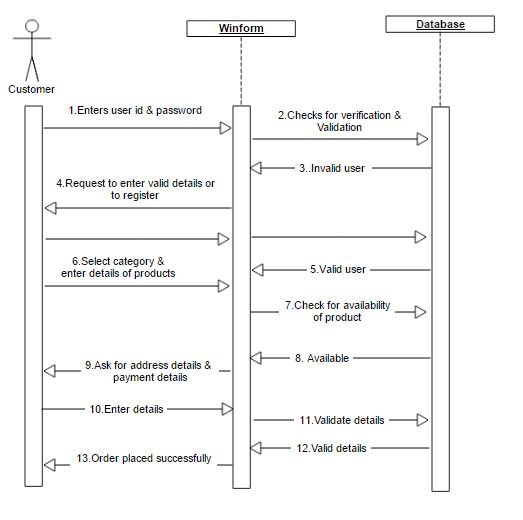 Winform
Database
Customer
1.Enters user id & password
2.Checks for verification &
Validation
3..Invalid user
4.Request to enter valid details or
to register
5.Valid user
6.Select category &
enter details of products
7.Check for availability
of product
8. Available
9.Ask for address details &
payment details
10.Enter details
11.Validate details
12.Valid details
13.Order placed successfully